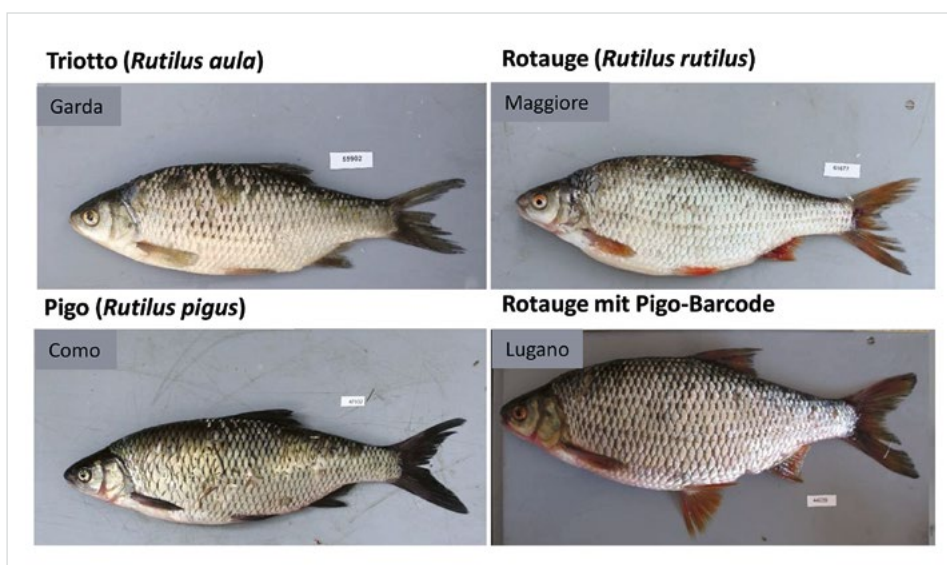 Triotto (Rutilus aula)
Rotauge (Rutilus rutilus)
Garda
Maggiore
Pigo (Rutilus pigus)
Rotauge mit Pigo-Barcode
Como
Lugano